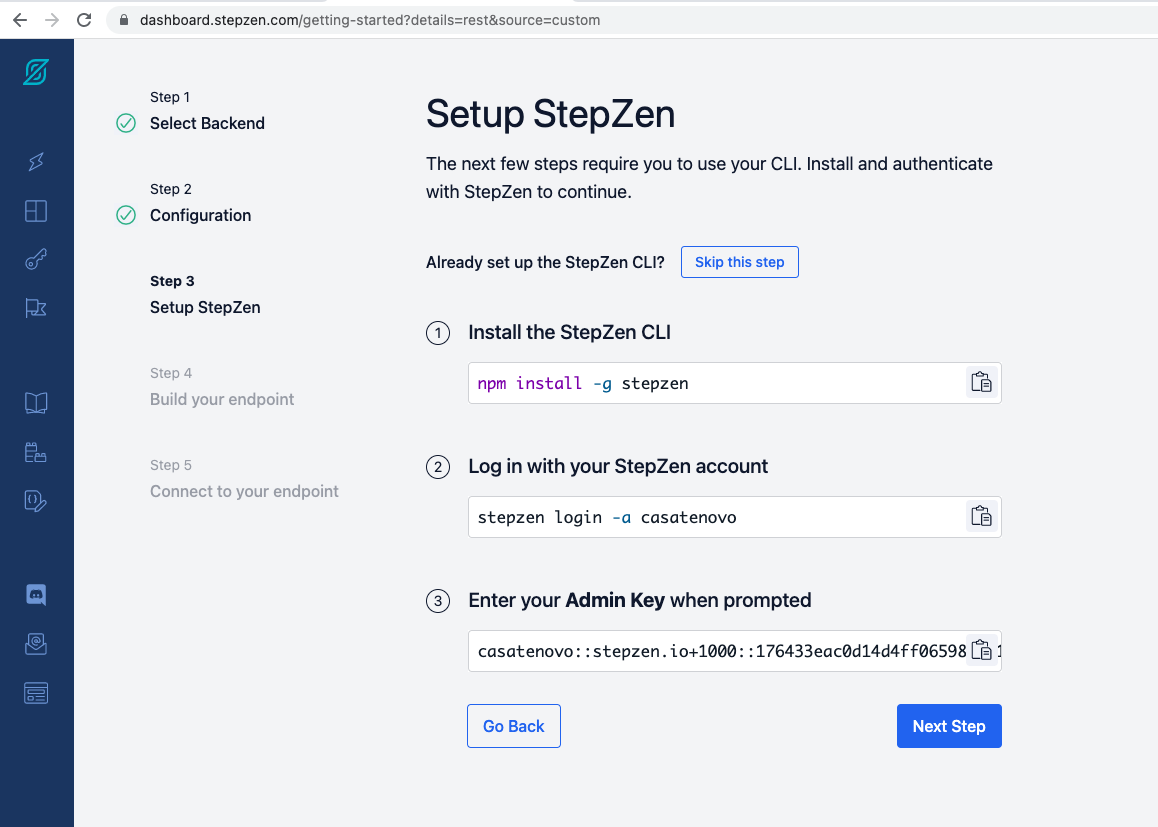 dashboard.stepzen.com/getting-started?details=rest&source=custom
Step 1
Select Backend
Step 2
Configuration
Step 3
Setup StepZen
Step 4
Build your endpoint
Step 5
Connect to your endpoint
Setup StepZen
The next few steps require you to use your CLI. Install and authenticate
with StepZen to continue.
Already set up the StepZen CLI? Skip this step
1 Install the StepZen CLI
npm install -g stepzen
2 Log in with your StepZen account
stepzen login -a casatenovo
3 Enter your Admin Key when prompted
casatenovo::stepzen.io+1000::176433eac0d14d4ff06598
Go Back Next Step